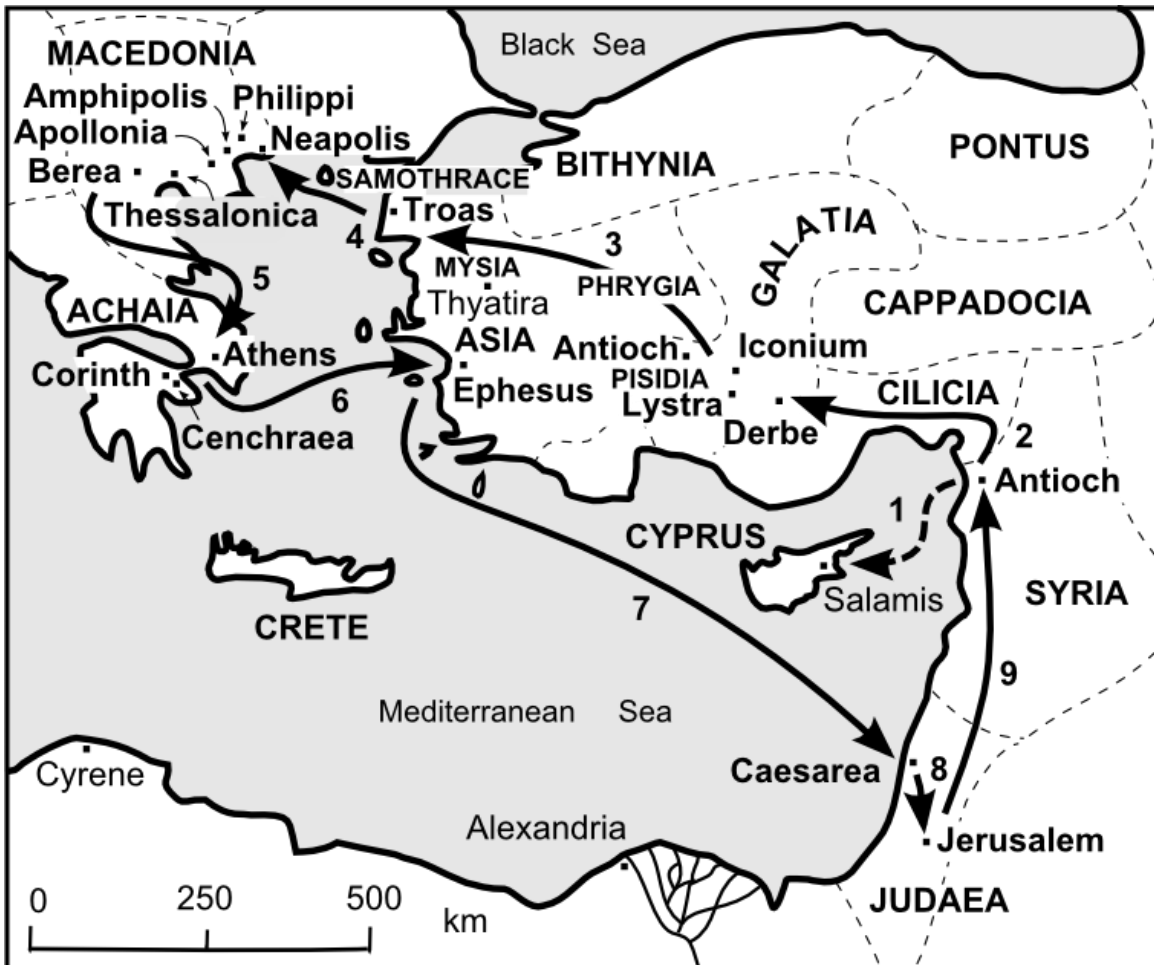 Black Sea
MACEDONIA
Amphipolis
Philippi
Apollonia
Neapolis
Berea
Thessalonica
SAMOTHRACE
BITHYNIA
PONTUS
Troas
4
3
GALATIA
5
MYSIA
Thyatira
PHRYGIA
CAPPADOCIA
ACHAIA
Athens
ASIA
Antioch
Iconium
Corinth
Ephesus
PISIDIA
Lystra
CILICIA
6
Cenchraea
Derbe
2
Antioch
1
CYPRUS
Salamis
SYRIA
CRETE
7
9
Mediterranean Sea
Cyrene
Caesarea
8
Alexandria
Jerusalem
JUDAEA
0 250 500
km